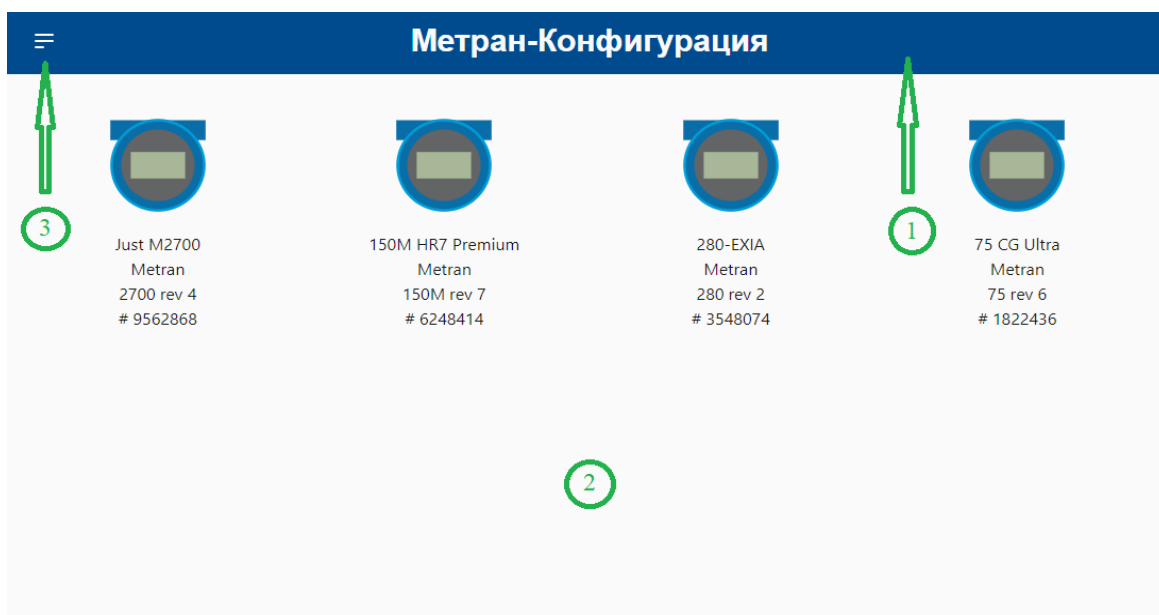 Метран-Конфигурация
3
1
Just M2700
Metran
2700 rev 4
# 9562868
150M HR7 Premium
Metran
150M rev 7
# 6248414
280-EXIA
Metran
280 rev 2
# 3548074
75 CG Ultra
Metran
75 rev 6
# 1822436
2